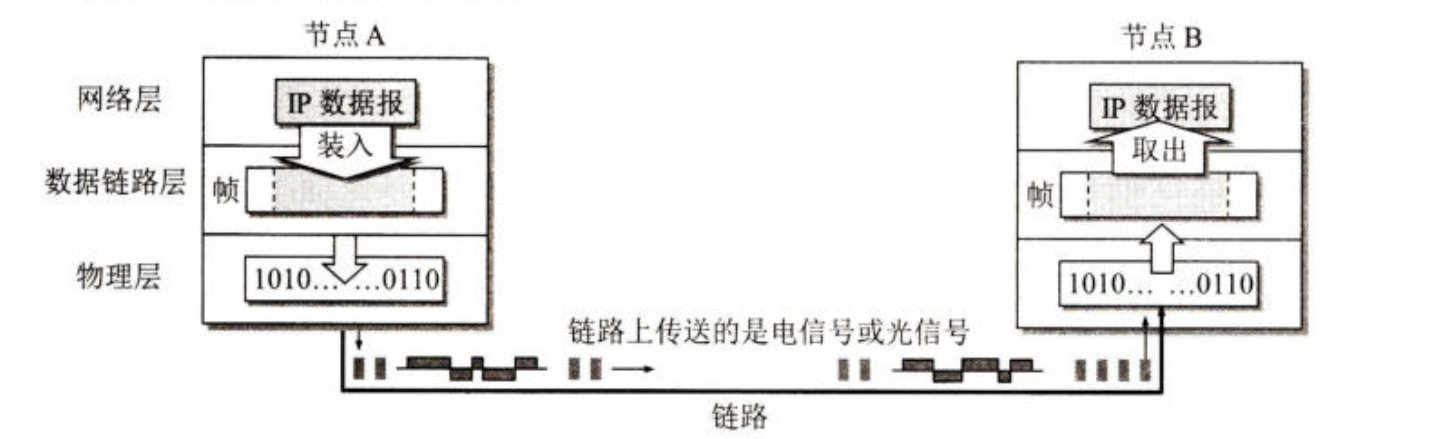 节点 A
节点 B
网络层
IP 数据报
IP 数据报
装入
取出
数据链路层
帧
帧
物理层
1010… …0110
1010… …0110
链路上传送的是电信号或光信号
链路